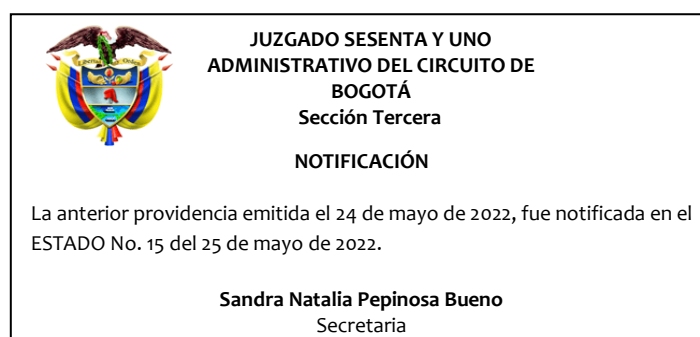 JUZGADO SESENTA Y UNO
ADMINISTRATIVO DEL CIRCUITO DE
BOGOTÁ
Sección Tercera
NOTIFICACIÓN
La anterior providencia emitida el 24 de mayo de 2022, fue notificada en el
ESTADO No. 15 del 25 de mayo de 2022.
Sandra Natalia Pepinosa Bueno
Secretaria